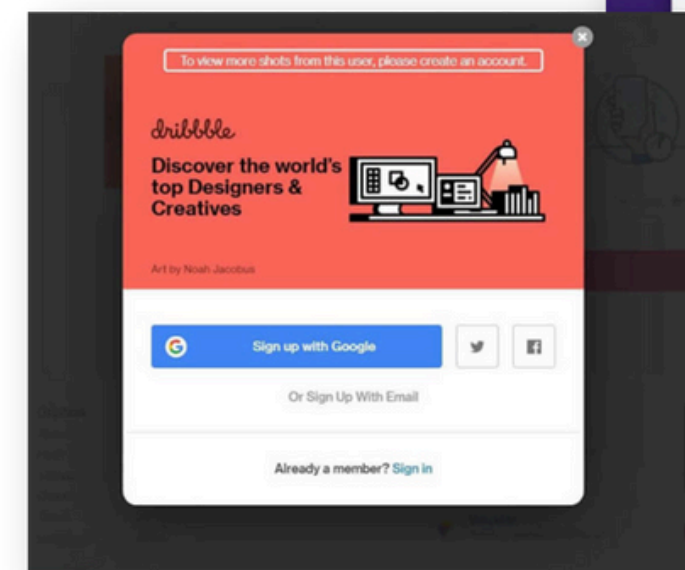 To view more shots from this user, please create an account.
dribbble
Discover the world's
top Designers &
Creatives
Art by Noah Jacobus
Sign up with Google
Or Sign Up With Email
Already a member? Sign in